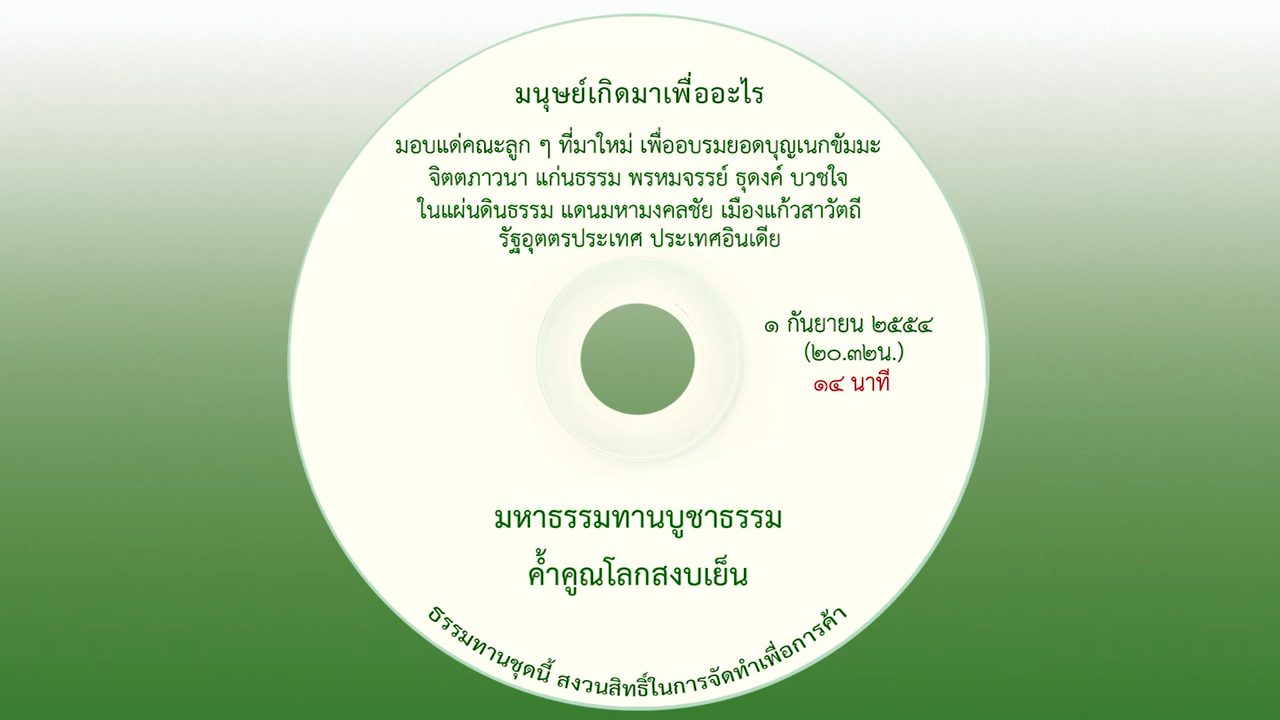 มนุษย์เกิดมาเพื่ออะไร
มอบแด่คณะลูก ๆ ที่มาใหม่ เพื่ออบรมยอดบุญเนกขัมมะ
จิตตภาวนา แก่นธรรม พรหมจรรย์ ธุดงค์ บวชใจ
ในแผ่นดินธรรม แดนมหามงคลชัย เมืองแก้วสาวัตถี
รัฐอุตตรประเทศ ประเทศอินเดีย
๑ กันยายน ๒๕๕๔
(๒๐.๓๒น.)
๑๔ นาที
มหาธรรมทานบูชาธรรม
ค้ำคูณโลกสงบเย็น
ธรรมทานชุดนี้ สงวนสิทธิ์ในการจัดทำเพื่อการค้า